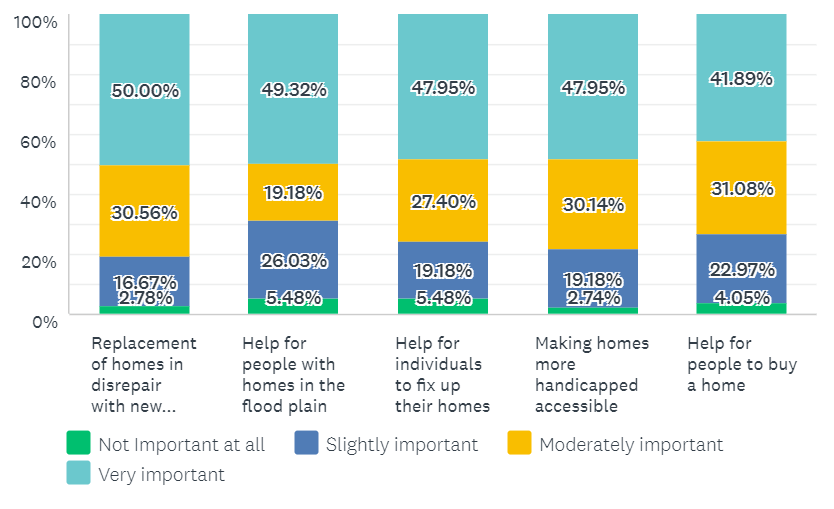 100%
80%
60%
40%
20%
0%
50.00%
49.32%
47.95%
47.95%
41.89%
30.56%
19.18%
27.40%
30.14%
31.08%
16.67%
26.03%
19.18%
19.18%
22.97%
2.78%
5.48%
5.48%
2.74%
4.05%
Replacement
of homes in
disrepair
with new...
Help for
people with
homes in the
flood plain
Help for
individuals
to fix up
their homes
Making homes
more
handicapped
accessible
Help for
people to buy
a home
Not Important at all
Slightly important
Moderately important
Very important